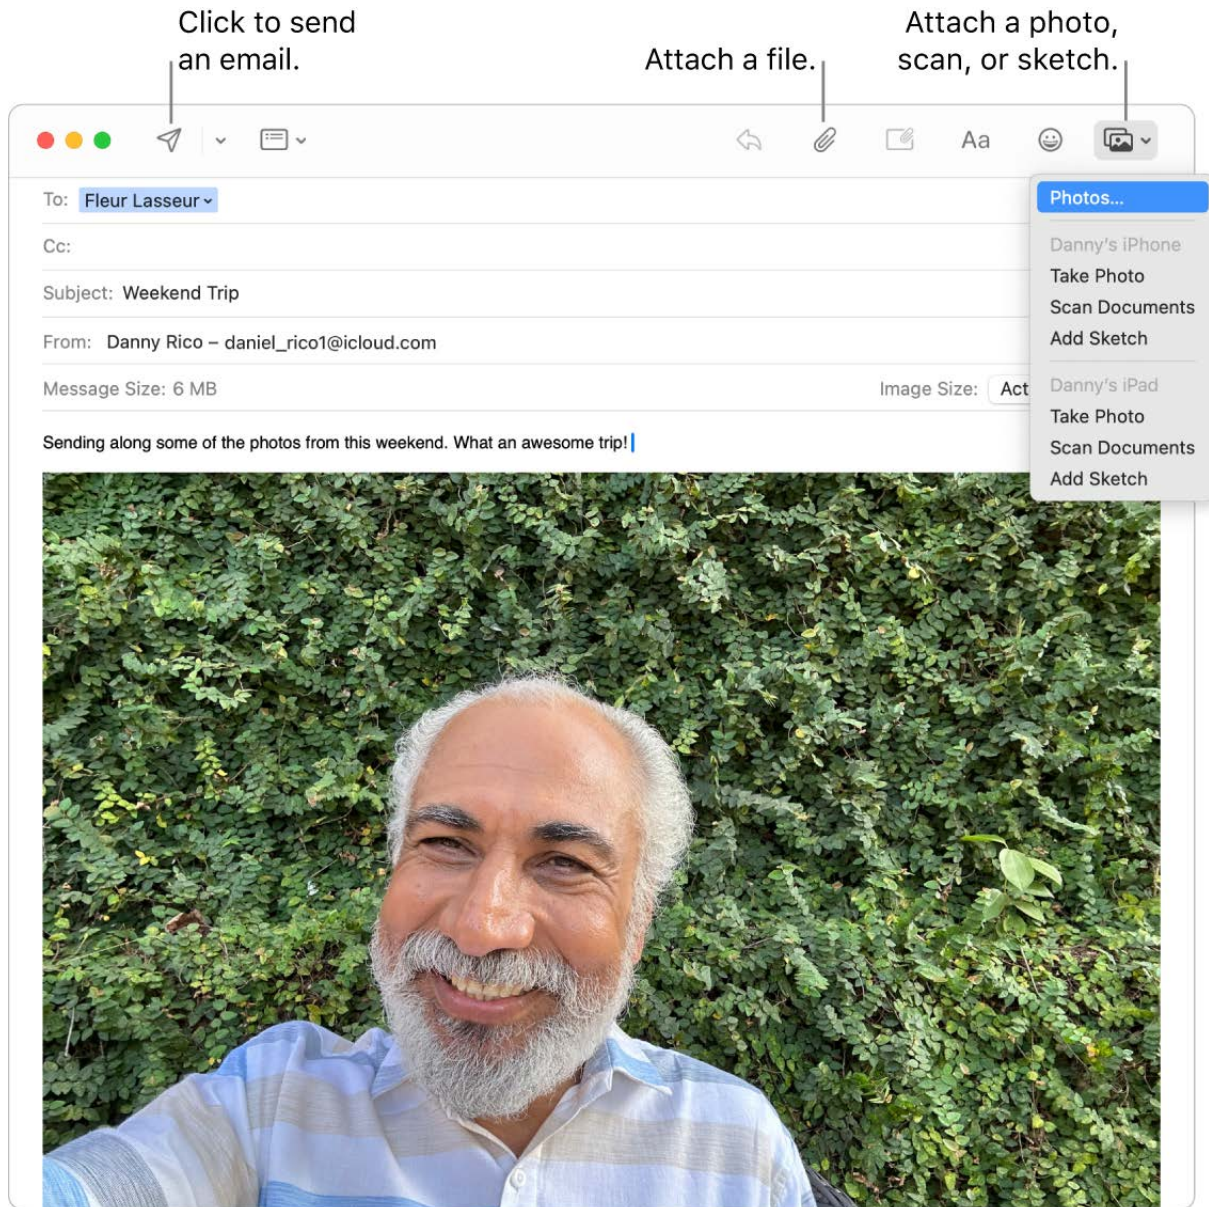 Click to send
an email.
Attach a file.
Attach a photo,
scan, or sketch.
Aa
To: Fleur Lasseur
Photos...
Cc:
Danny's iPhone
Take Photo
Subject: Weekend Trip
Scan Documents
From: Danny Rico – daniel_rico1@icloud.com
Add Sketch
Message Size: 6 MB
Image Size: Act
Danny's iPad
Take Photo
Sending along some of the photos from this weekend. What an awesome trip!
Scan Documents
Add Sketch